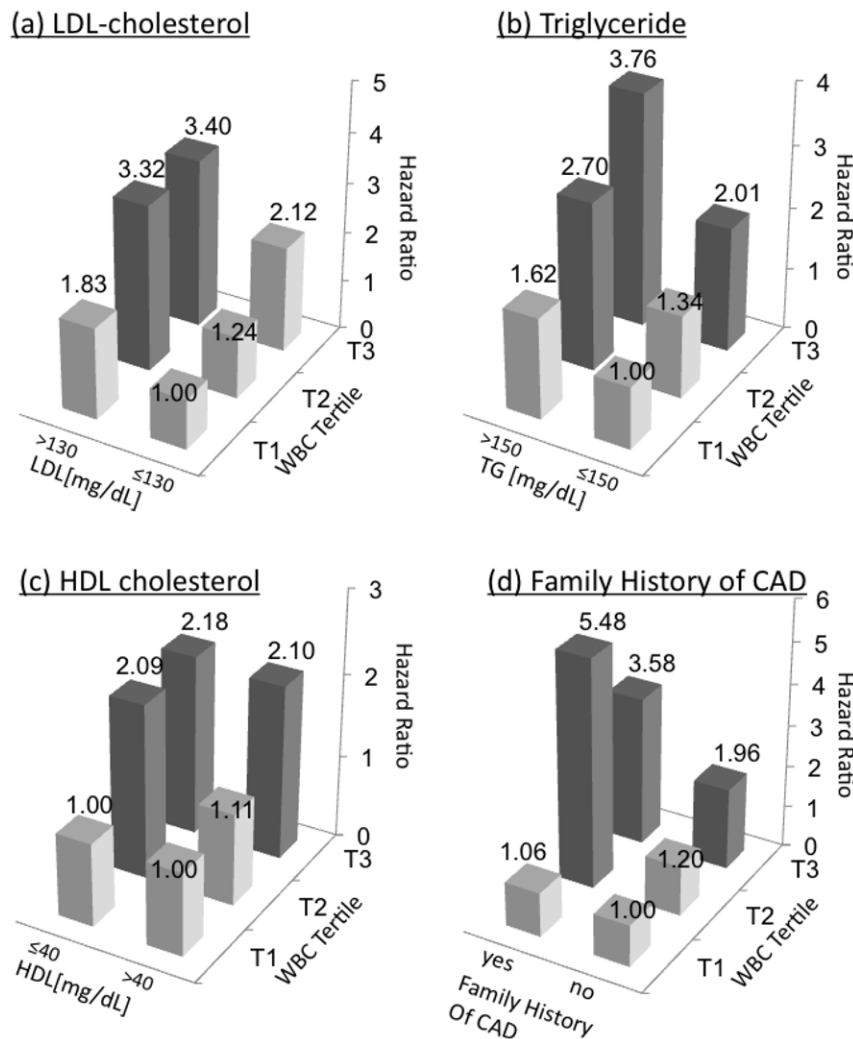 (a) LDL-cholesterol
5
4
3
2
1
0
Hazard Ratio
3.40
3.32
2.12
1.83
1.24
1.00
T3
T2
T1
WBC Tertile
>130
≤130
LDL[mg/dL]
(b) Triglyceride
4
3
2
1
0
Hazard Ratio
3.76
2.70
2.01
1.62
1.34
1.00
T3
T2
T1
WBC Tertile
>150
≤150
TG [mg/dL]
(c) HDL cholesterol
3
2
1
0
Hazard Ratio
2.18
2.09
2.10
1.00
1.11
1.00
T3
T2
T1
WBC Tertile
≤40
>40
HDL[mg/dL]
(d) Family History of CAD
6
5
4
3
2
1
0
Hazard Ratio
5.48
3.58
1.96
1.06
1.20
1.00
T3
T2
T1
WBC Tertile
yes
no
Family History
Of CAD